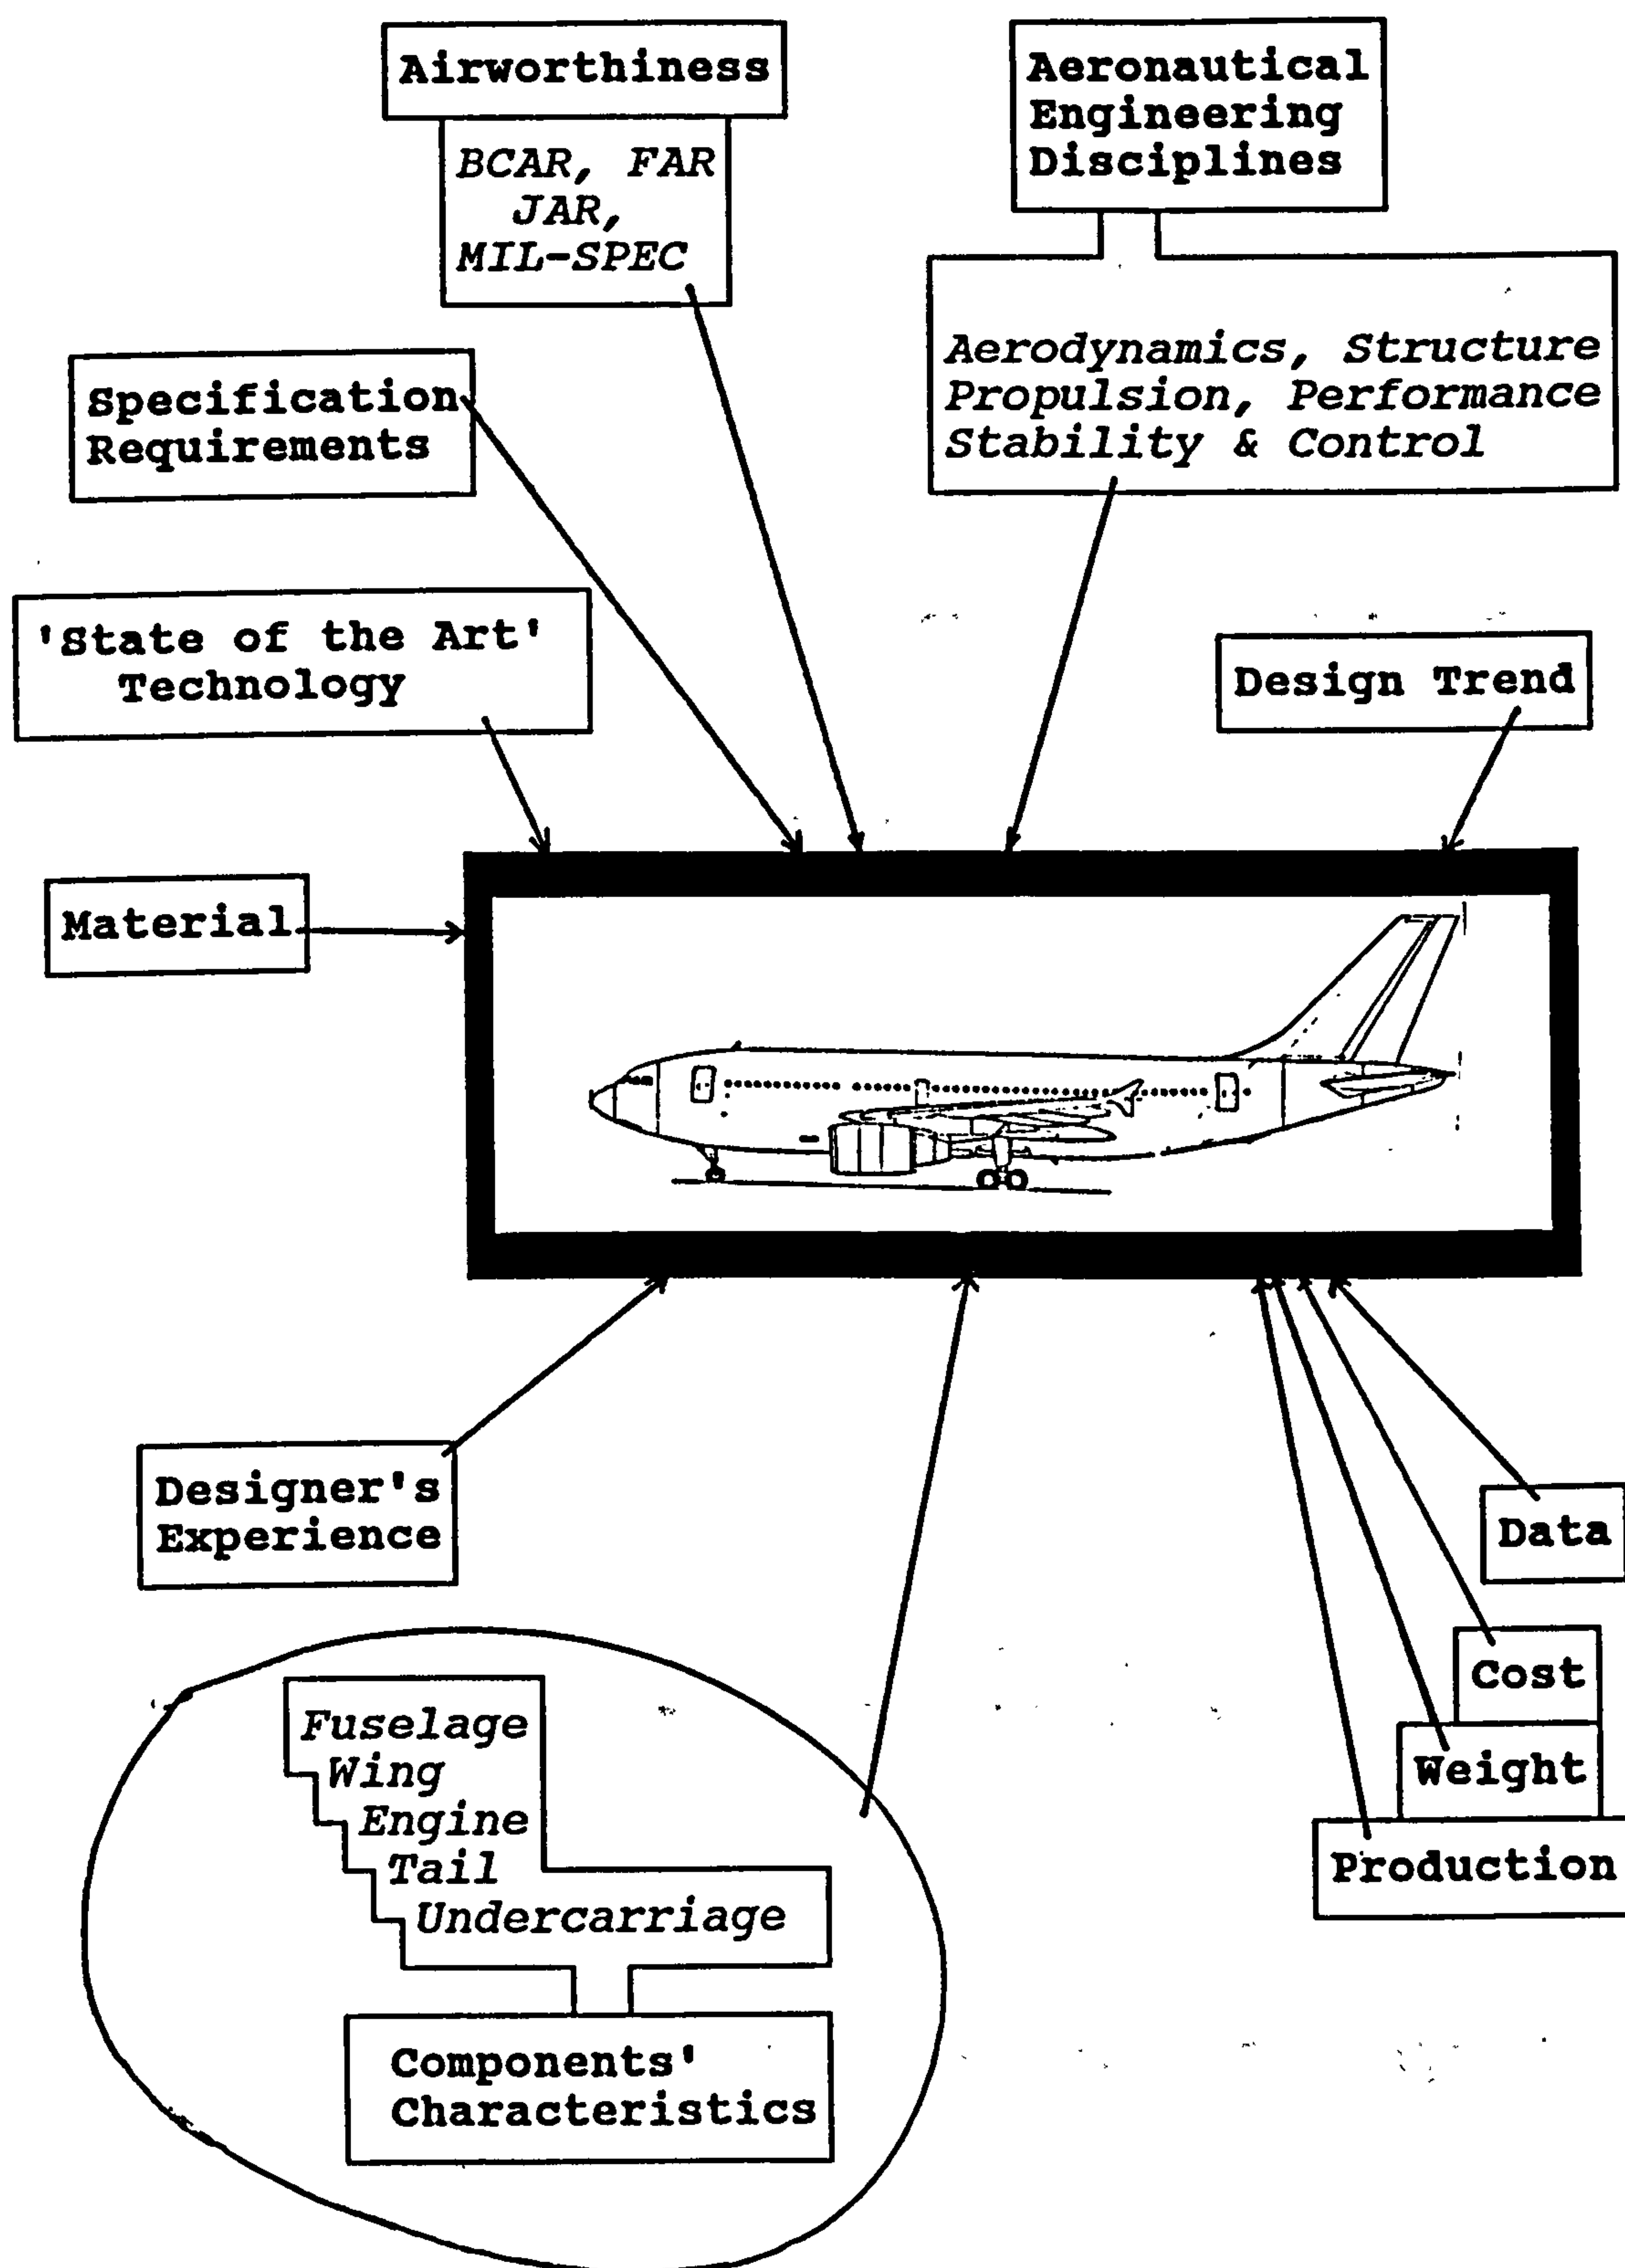 Airworthiness
BCAR, FAR
JAR,
MIL-SPEC
Aeronautical
Engineering
Disciplines
Aerodynamics, Structure
Propulsion, Performance
Stability & Control
Specification
Requirements
'State of the Art'
Technology
Design Trend
Material
Designer's
Experience
Data
Cost
Weight
Production
Fuselage
Wing
Engine
Tail
Undercarriage
Components'
Characteristics